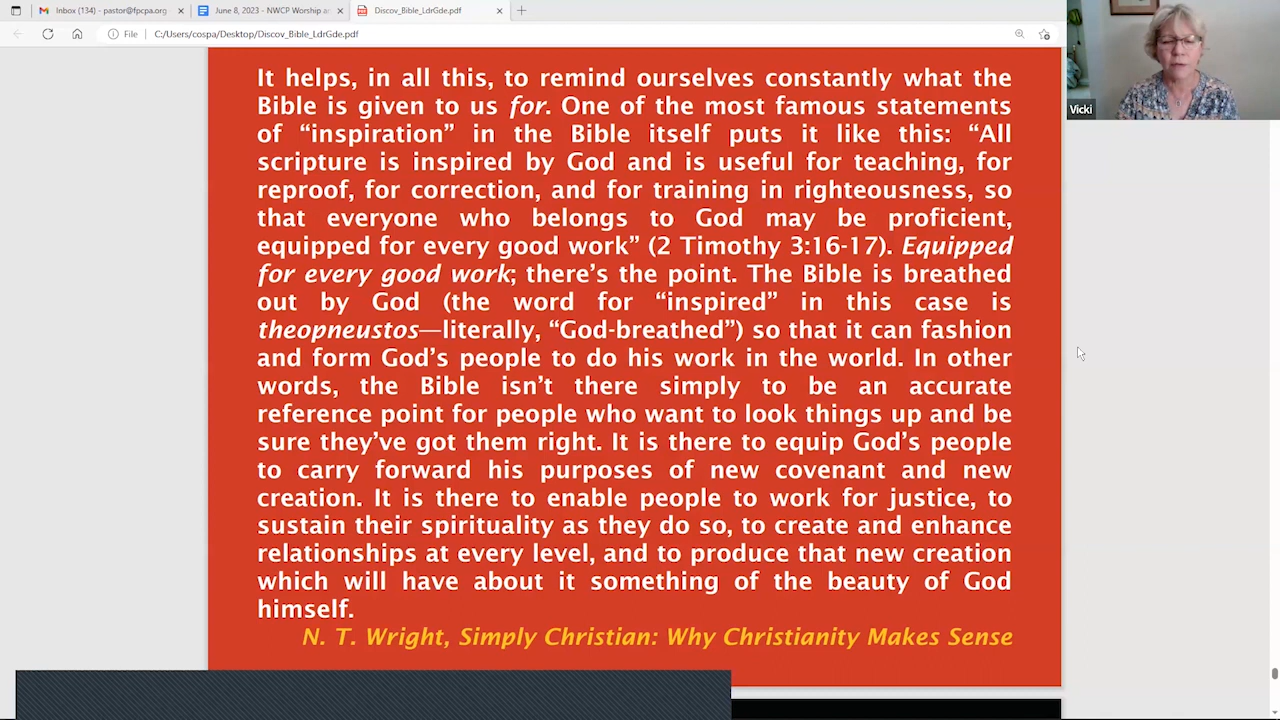 Inbox (134) - pastor@fpcpa.org
June 8, 2023 - NWCP Worship a
Discov_Bible_LdrGde.pdf
File
C:/Users/cospa/Desktop/Discov_Bible_LdrGde.pdf
Vicki
It helps, in all this, to remind ourselves constantly what the
Bible is given to us for. One of the most famous statements
of “inspiration” in the Bible itself puts it like this: “All
scripture is inspired by God and is useful for teaching, for
reproof, for correction, and for training in righteousness, so
that everyone who belongs to God may be proficient,
equipped for every good work” (2 Timothy 3:16-17). Equipped
for every good work; there’s the point. The Bible is breathed
out by God (the word for “inspired” in this case is
theopneustos—literally, “God-breathed”) so that it can fashion
and form God’s people to do his work in the world. In other
words, the Bible isn’t there simply to be an accurate
reference point for people who want to look things up and be
sure they’ve got them right. It is there to equip God’s people
to carry forward his purposes of new covenant and new
creation. It is there to enable people to work for justice, to
sustain their spirituality as they do so, to create and enhance
relationships at every level, and to produce that new creation
which will have about it something of the beauty of God
himself.
N. T. Wright, Simply Christian: Why Christianity Makes Sense